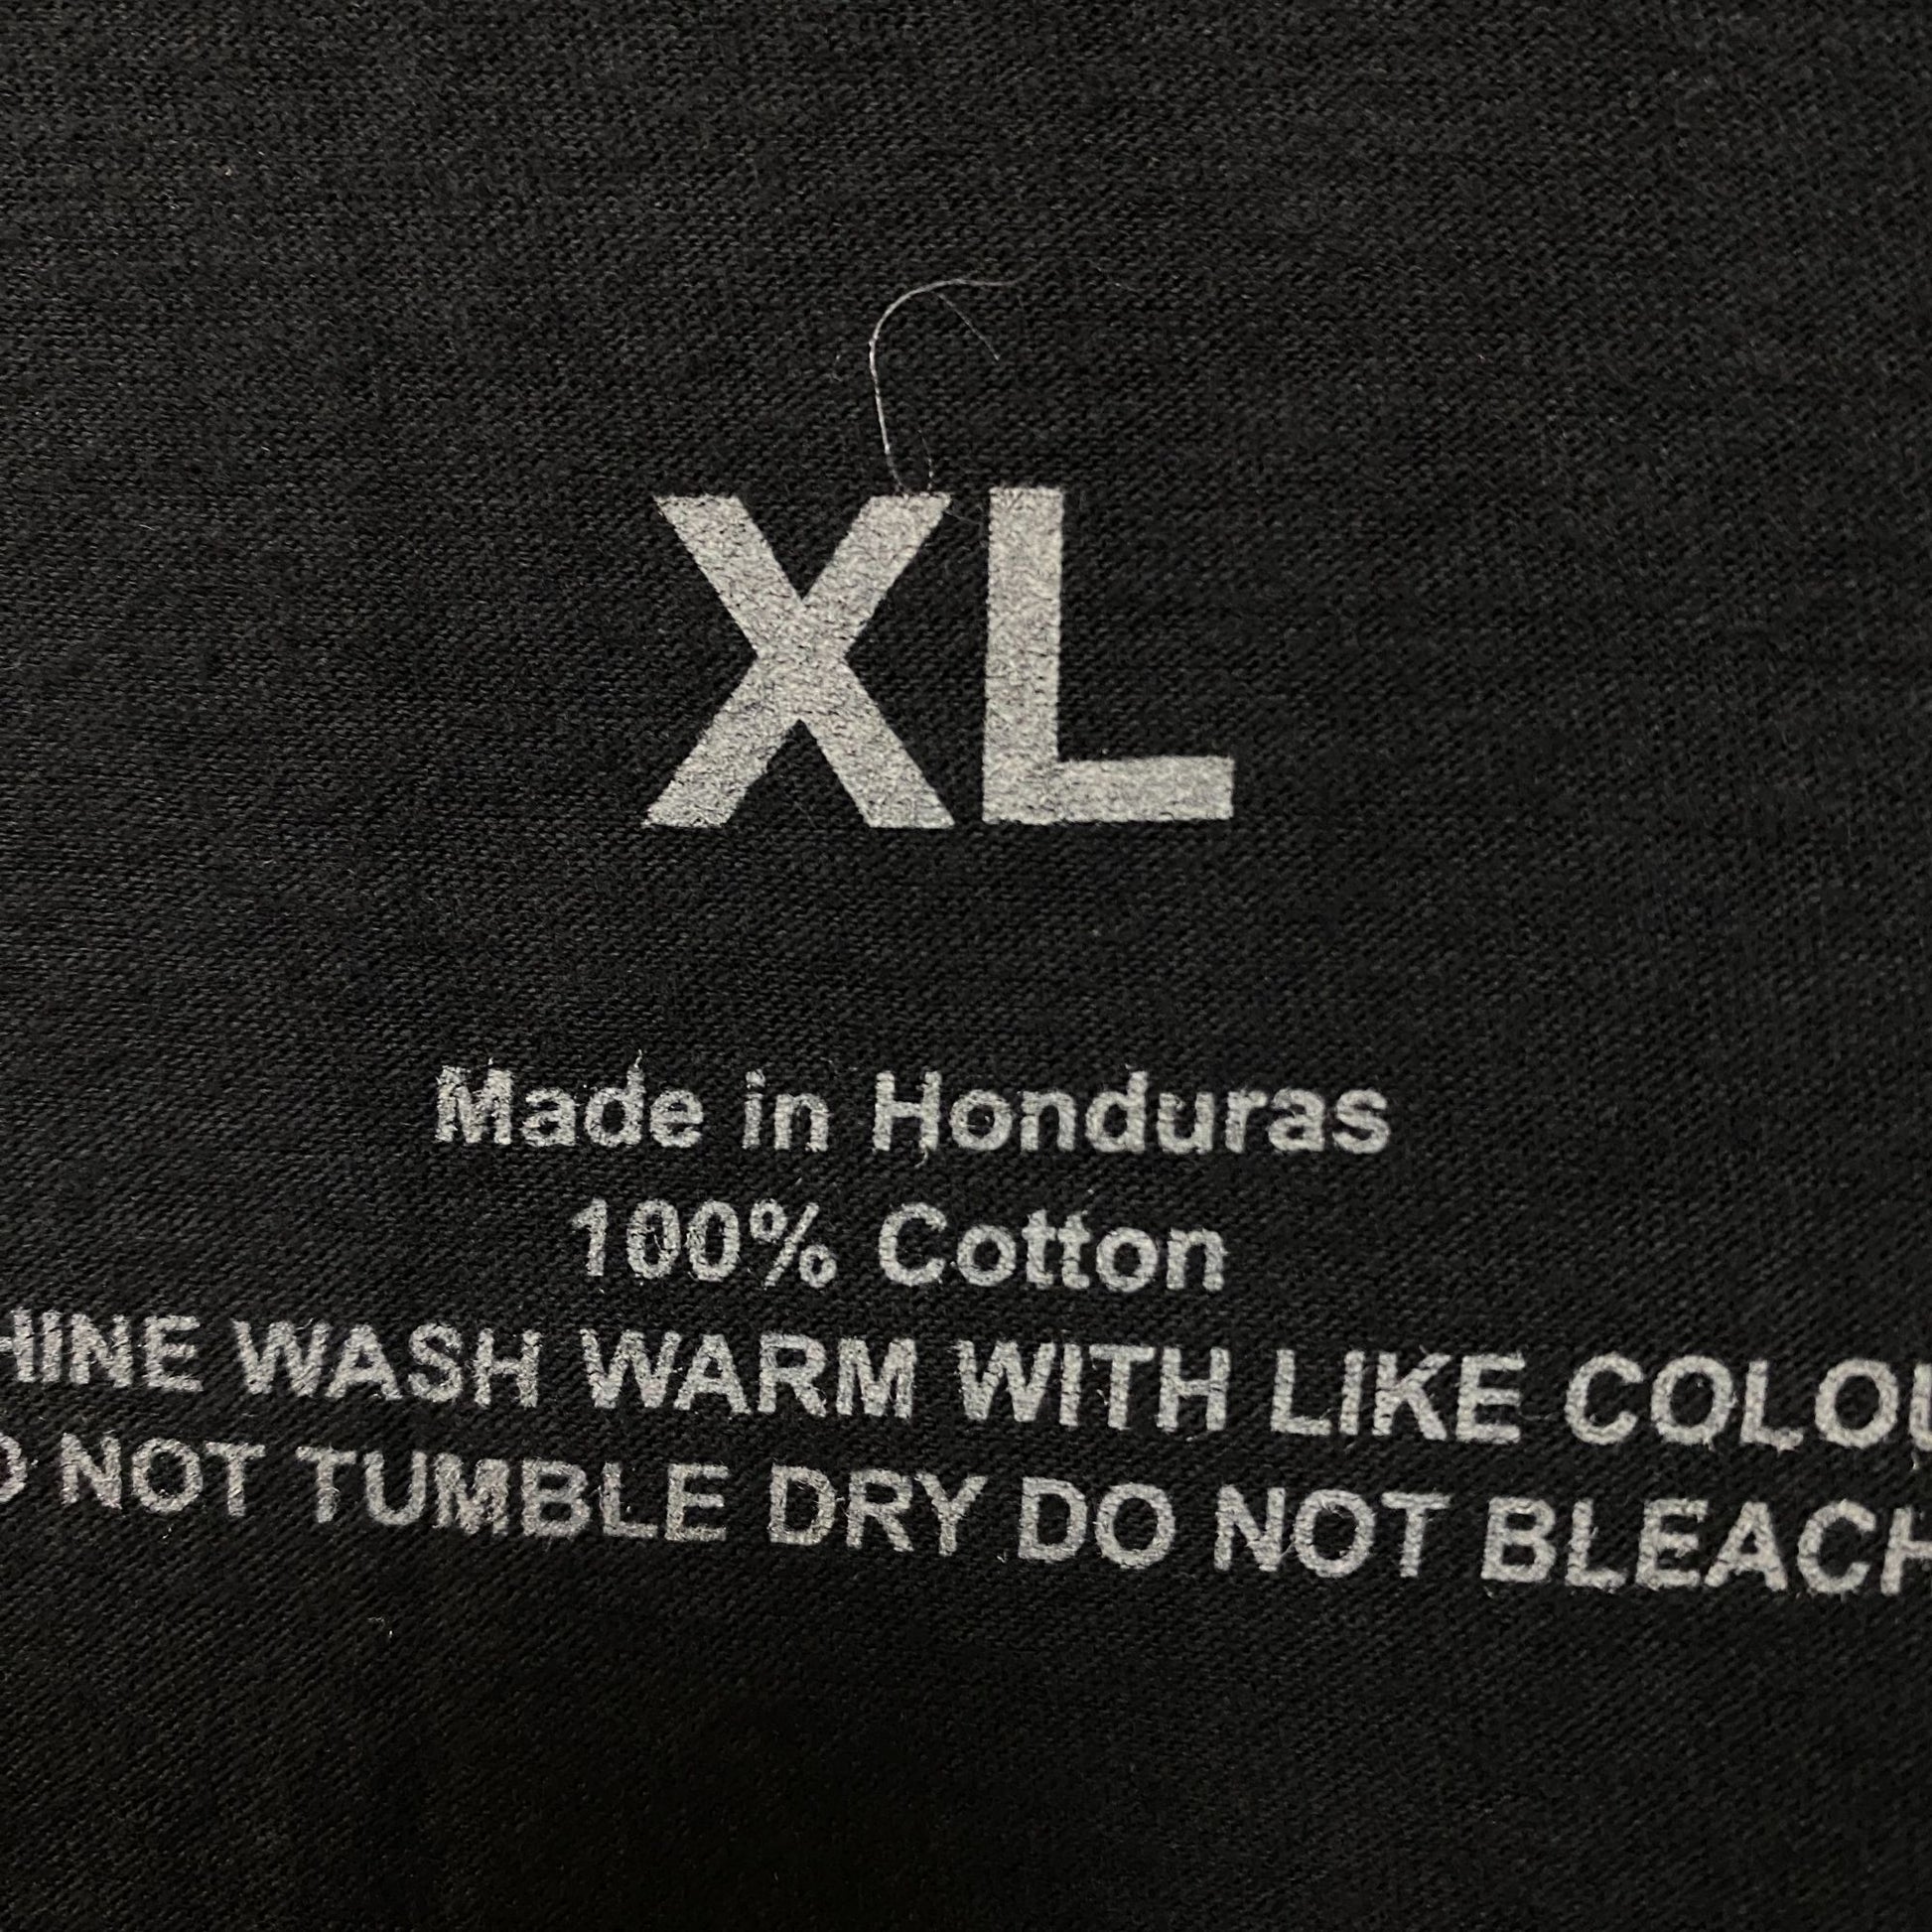 XL
Made in Honduras
100% Cotton
HINE WASH WARM WITH LIKE COLOU
O NOT TUMBLE DRY DO NOT BLEACH